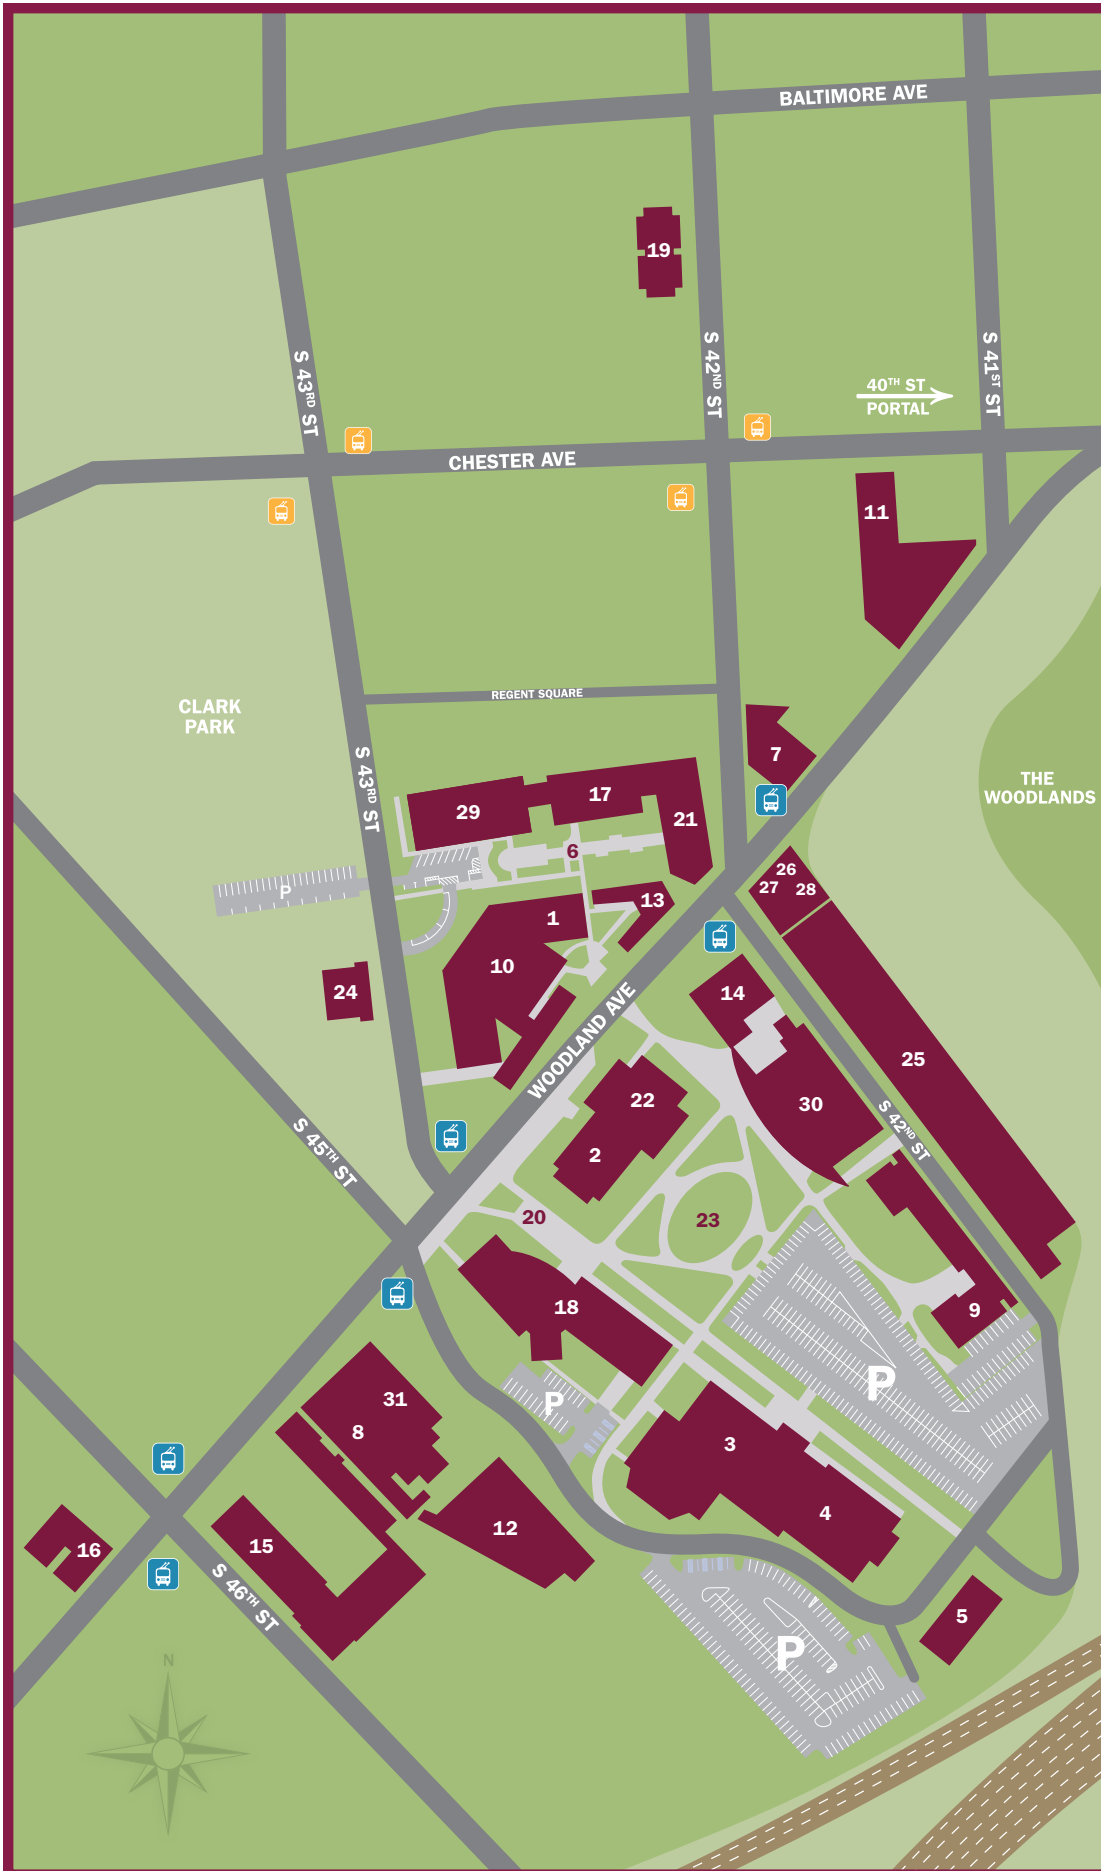 BALTIMORE AVE
19
S 43RD ST
S 42ND ST
S 41ST ST
40TH ST
PORTAL
CHESTER AVE
11
REGENT SQUARE
CLARK
PARK
7
THE
WOODLANDS
S 43RD ST
29
17
21
6
26
27
28
P
13
1
10
24
14
WOODLAND AVE
25
22
30
S 42ND ST
2
S 45TH ST
20
23
18
9
P
31
P
8
3
4
12
15
16
S 46TH ST
5
P
N